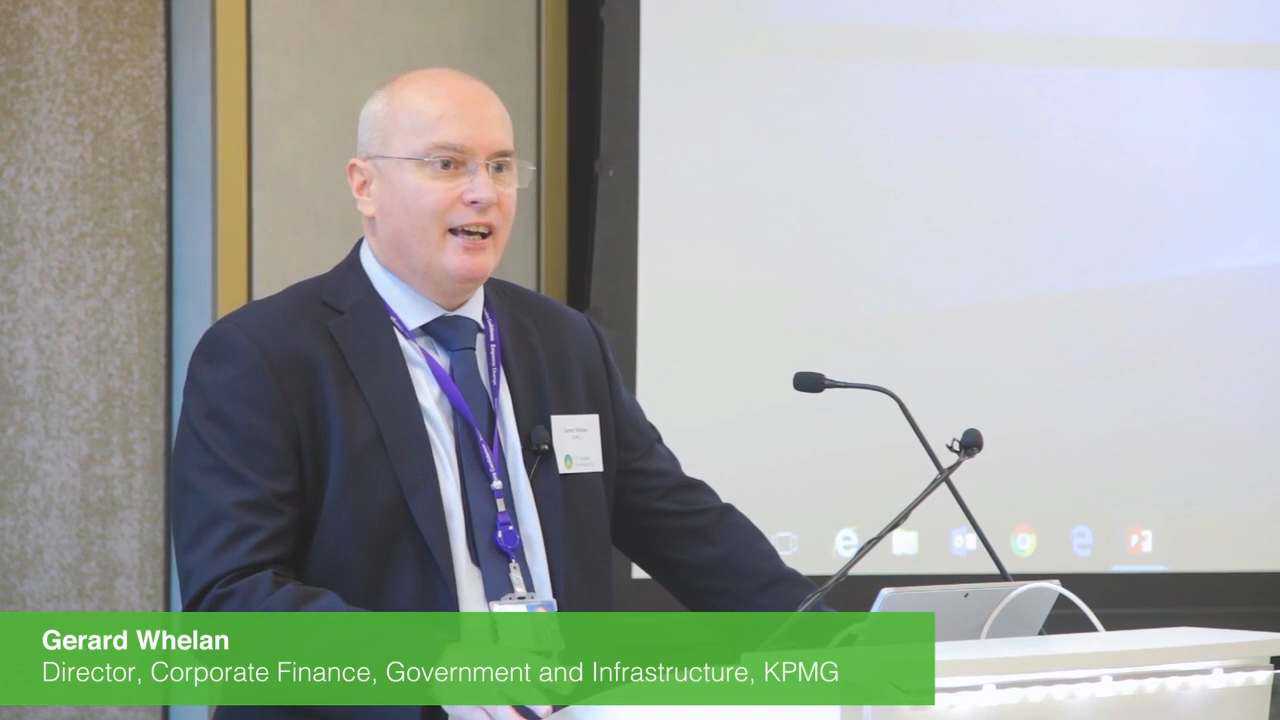 Gerard Whelan
Director, Corporate Finance, Government and Infrastructure, KPMG